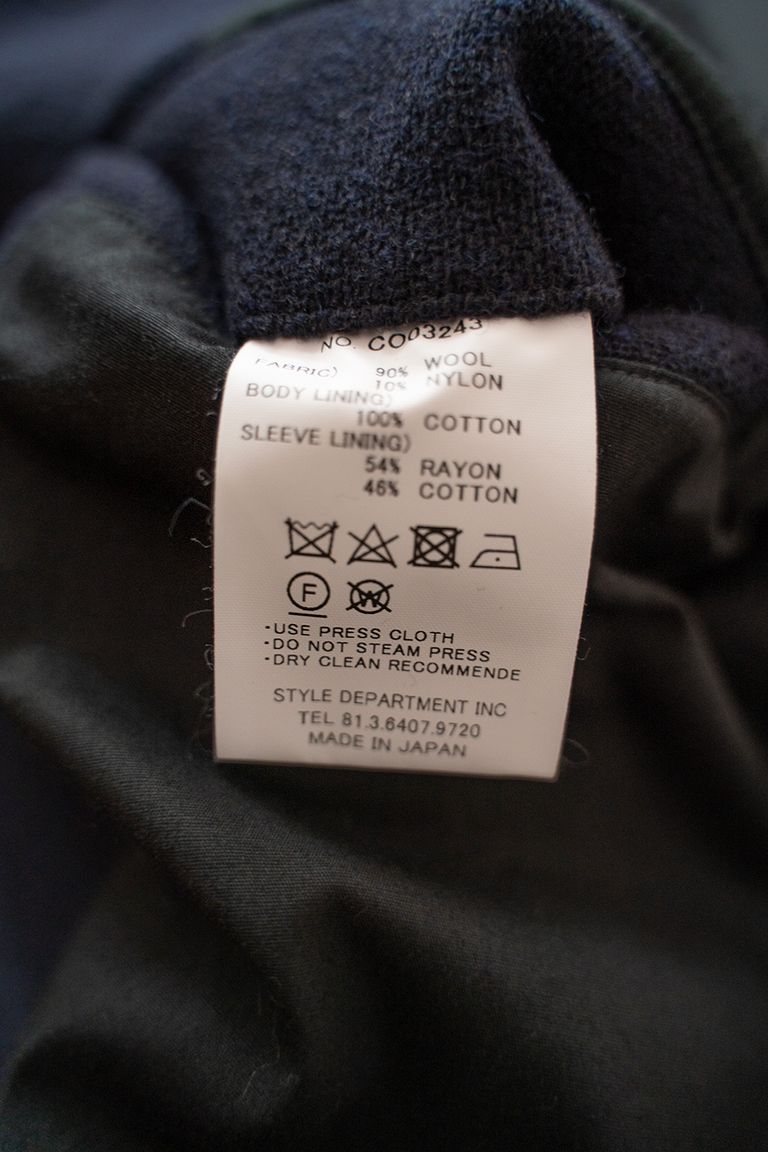 NO. CO03243
FABRIC) 90% WOOL
10% NYLON
BODY LINING)
100% COTTON
SLEEVE LINING)
54% RAYON
46% COTTON
F W
·USE PRESS CLOTH
·DO NOT STEAM PRESS
·DRY CLEAN RECOMMENDE
STYLE DEPARTMENT INC
TEL 81.3.6407.9720
MADE IN JAPAN